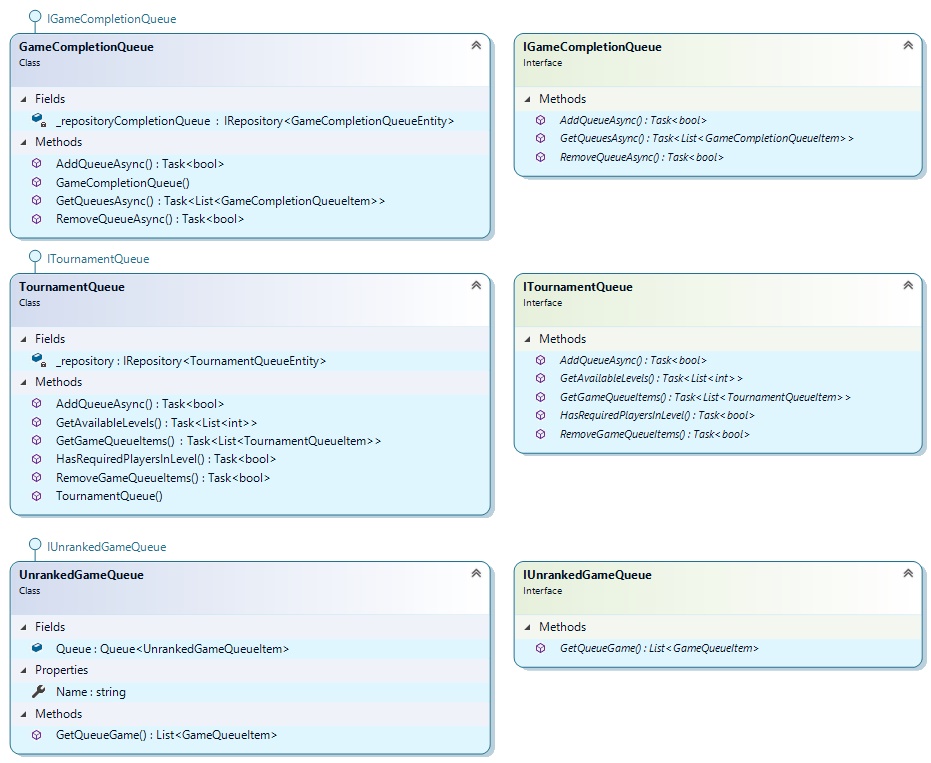 IGameCompletionQueue
GameCompletionQueue
Class
Fields
_repositoryCompletionQueue : IRepository<GameCompletionQueueEntity>
Methods
AddQueueAsync() : Task<bool>
GameCompletionQueue()
GetQueuesAsync() : Task<List<GameCompletionQueueItem>>
RemoveQueueAsync() : Task<bool>
IGameCompletionQueue
Interface
Methods
AddQueueAsync() : Task<bool>
GetQueuesAsync() : Task<List<GameCompletionQueueItem>>
RemoveQueueAsync() : Task<bool>
ITournamentQueue
TournamentQueue
Class
Fields
_repository : IRepository<TournamentQueueEntity>
Methods
AddQueueAsync() : Task<bool>
GetAvailableLevels() : Task<List<int>>
GetGameQueueItems() : Task<List<TournamentQueueItem>>
HasRequiredPlayersInLevel() : Task<bool>
RemoveGameQueueItems() : Task<bool>
TournamentQueue()
ITournamentQueue
Interface
Methods
AddQueueAsync() : Task<bool>
GetAvailableLevels() : Task<List<int>>
GetGameQueueItems() : Task<List<TournamentQueueItem>>
HasRequiredPlayersInLevel() : Task<bool>
RemoveGameQueueItems() : Task<bool>
IUnrankedGameQueue
UnrankedGameQueue
Class
Fields
Queue : Queue<UnrankedGameQueueItem>
Properties
Name : string
Methods
GetQueueGame() : List<GameQueueItem>
IUnrankedGameQueue
Interface
Methods
GetQueueGame() : List<GameQueueItem>